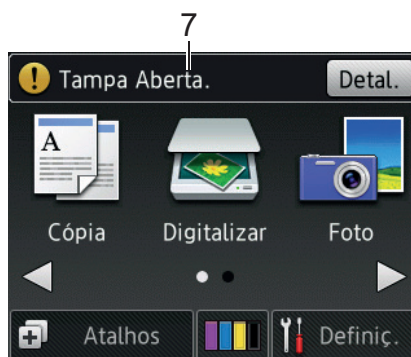 7
! Tampa Aberta. Detal.
A
Cópia Digitalizar Foto
Atalhos Definiç.